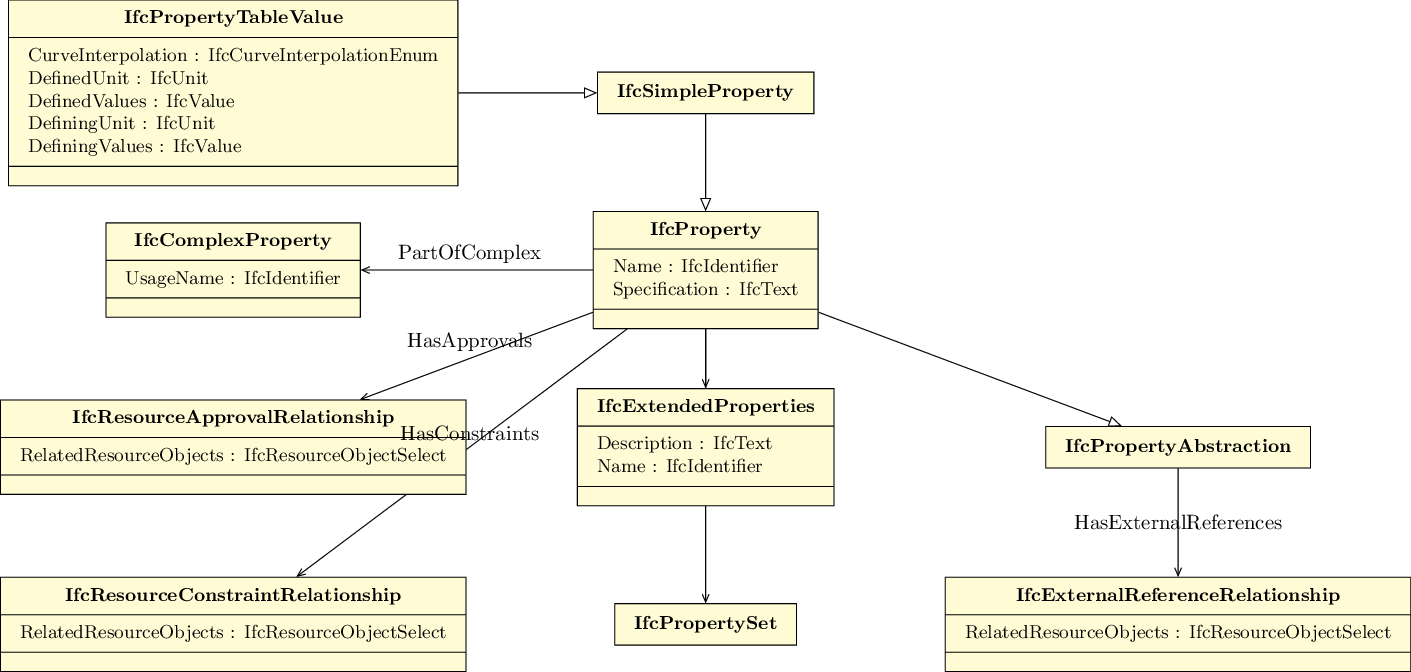 IfcPropertyTableValue
CurveInterpolation : IfcCurveInterpolationEnum
DefinedUnit : IfcUnit
DefinedValues : IfcValue
DefiningUnit : IfcUnit
DefiningValues : IfcValue
IfcSimpleProperty
IfcProperty
Name : IfcIdentifier
Specification : IfcText
IfcComplexProperty
UsageName : IfcIdentifier
PartOfComplex
HasApprovals
IfcResourceApprovalRelationship
RelatedResourceObjects : IfcResourceObjectSelect
HasConstraints
IfcExtendedProperties
Description : IfcText
Name : IfcIdentifier
IfcPropertyAbstraction
HasExternalReferences
IfcResourceConstraintRelationship
RelatedResourceObjects : IfcResourceObjectSelect
IfcPropertySet
IfcExternalReferenceRelationship
RelatedResourceObjects : IfcResourceObjectSelect